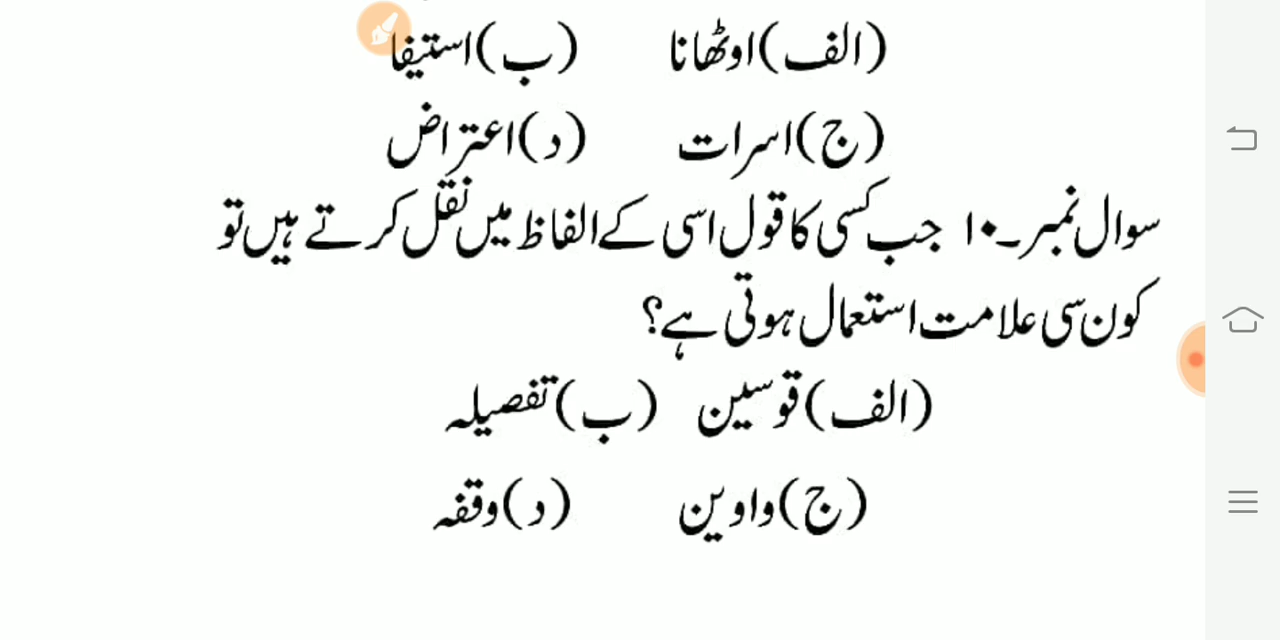 (الف) اوٹھانا (ب) استیفا
(ج) اسرات (د) اعتراض
سوال نمبر۔۱۰ جب کسی کا قول اسی کے الفاظ میں نقل کرتے ہیں تو
کون سی علامت استعمال ہوتی ہے؟
(الف) قوسین (ب) تفصیلہ
(ج) واوین (د) وقفہ